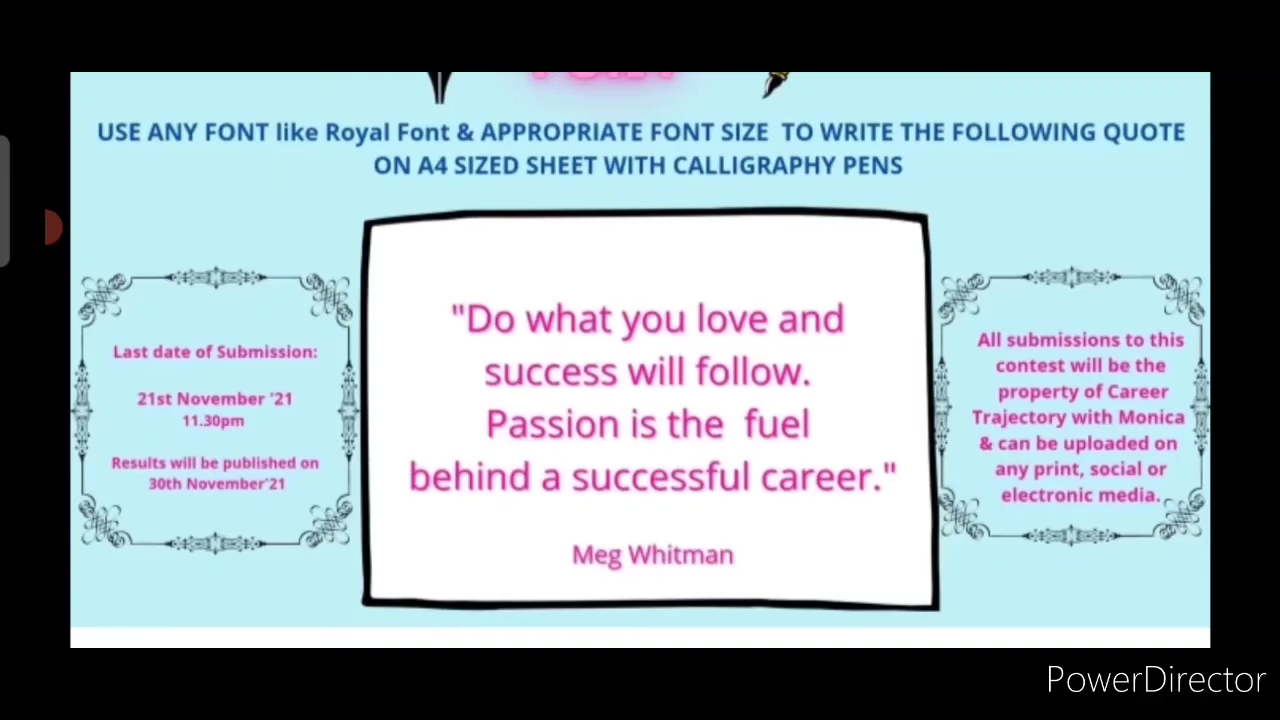 USE ANY FONT like Royal Font & APPROPRIATE FONT SIZE TO WRITE THE FOLLOWING QUOTE
ON A4 SIZED SHEET WITH CALLIGRAPHY PENS
Last date of Submission:
21st November '21
11.30pm
Results will be published on
30th November'21
"Do what you love and
success will follow.
Passion is the fuel
behind a successful career."
Meg Whitman
All submissions to this
contest will be the
property of Career
Trajectory with Monica
& can be uploaded on
any print, social or
electronic media.
PowerDirector